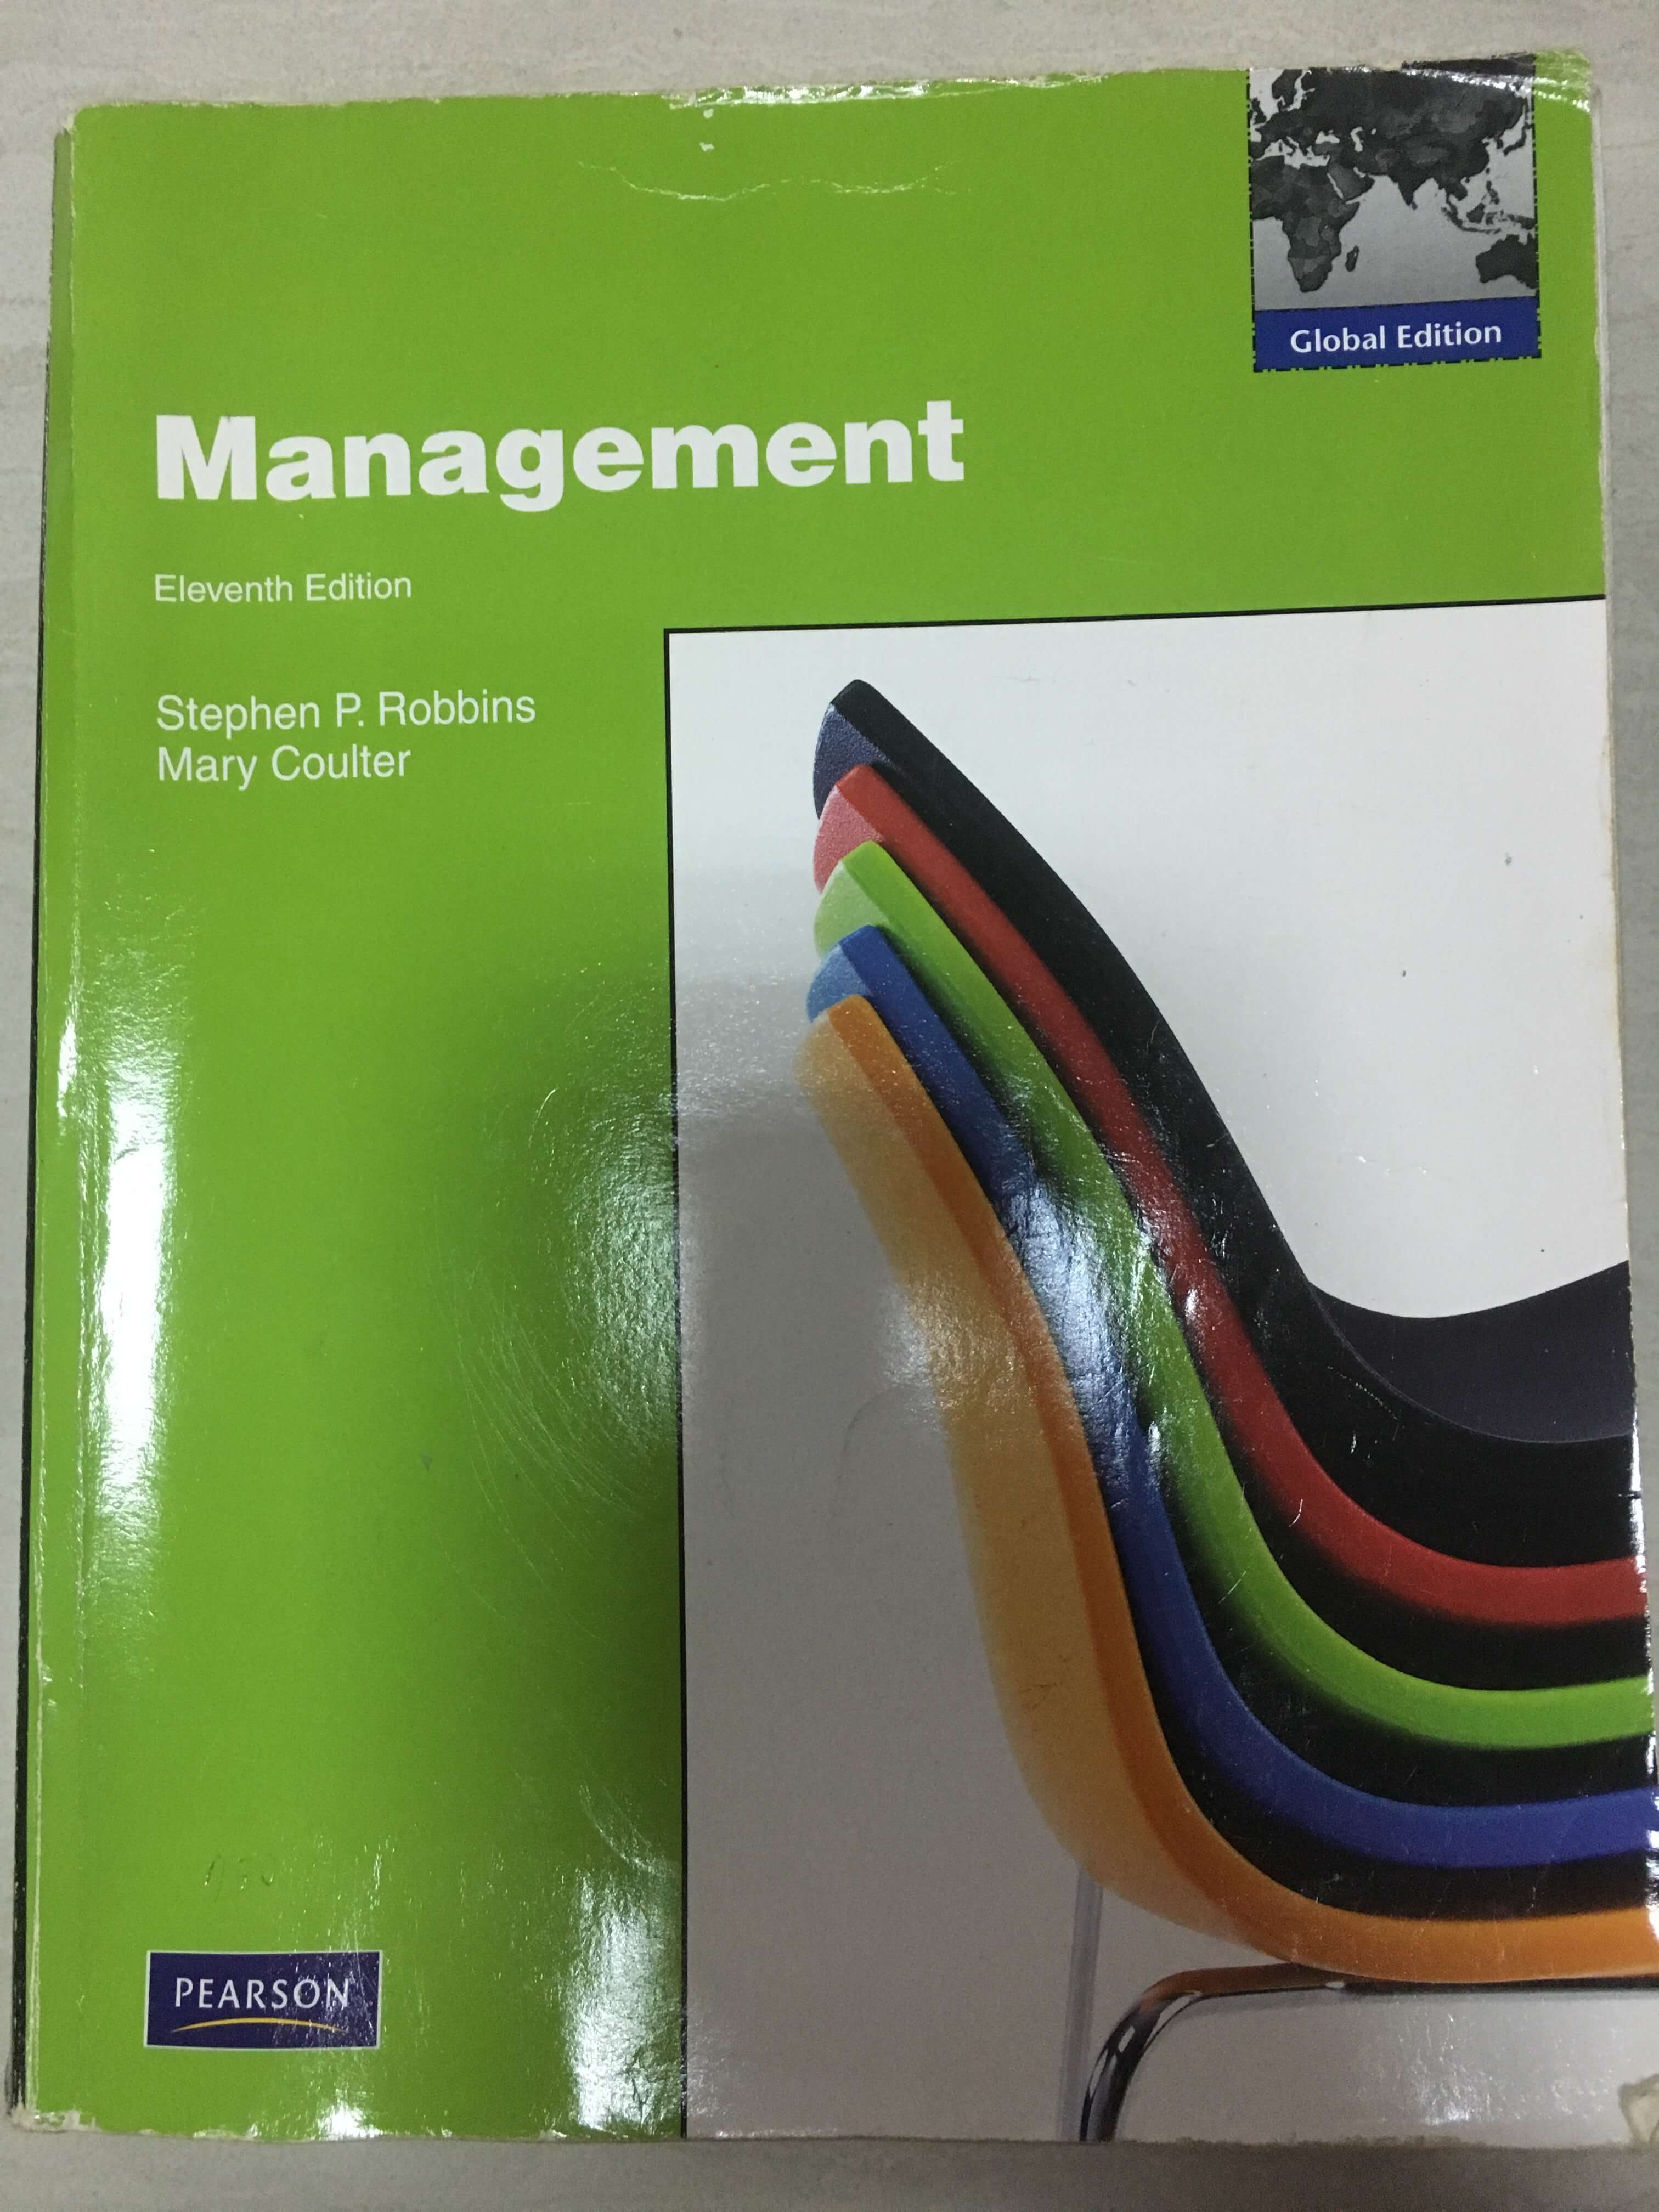 Global Edition
Management
Eleventh Edition
Stephen P. Robbins
Mary Coulter
PEARSON